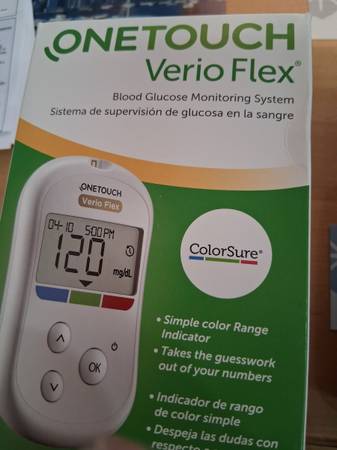 ONETOUCH
Verio Flex®
Blood Glucose Monitoring System
Sistema de supervisión de glucosa en la sangre
ONETOUCH
Verio Flex
04-10 5:00PM
120
mg/dL
OK
ColorSure®
• Simple color Range
Indicator
• Takes the guesswork
out of your numbers
• Indicador de rango
de color simple
• Despeja las dudas con
respecto a